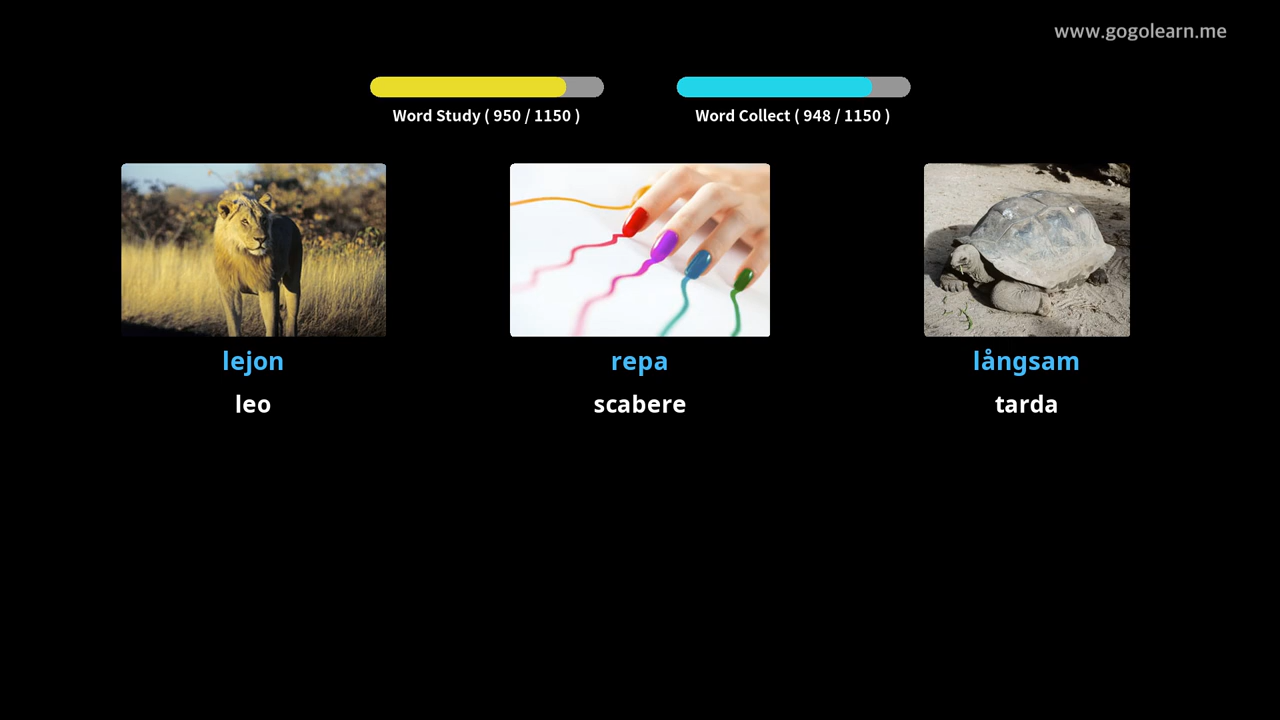 www.gogolearn.me
Word Study ( 950 / 1150 )
Word Collect ( 948 / 1150 )
lejon
repa
långsam
leo
scabere
tarda